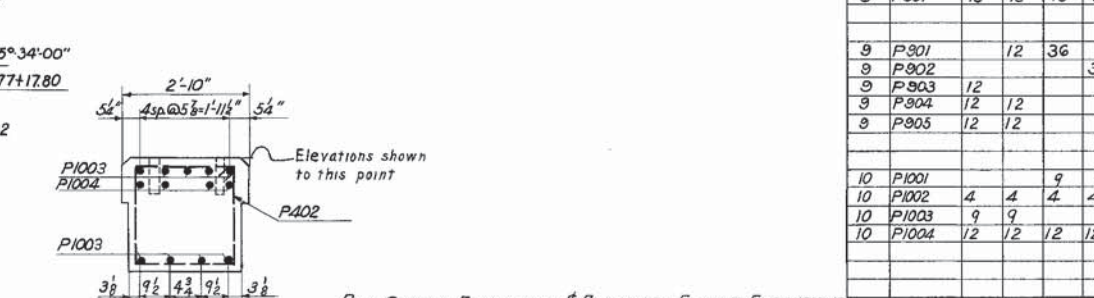 5°-34'-00"
77+17.80
2
2'-10"
5¼" 4sp.@5⅞=1'-11½" 5¼"
Elevations shown
to this point
P1003
P1004
P402
P1003
3⅛ 9½ 4¾ 9½ 3⅛
9 P901 12 36
9 P902 3
9 P903 12
9 P904 12 12
9 P905 12 12
10 P1001 9
10 P1002 4 4 4 4
10 P1003 9 9
10 P1004 12 12 12 12